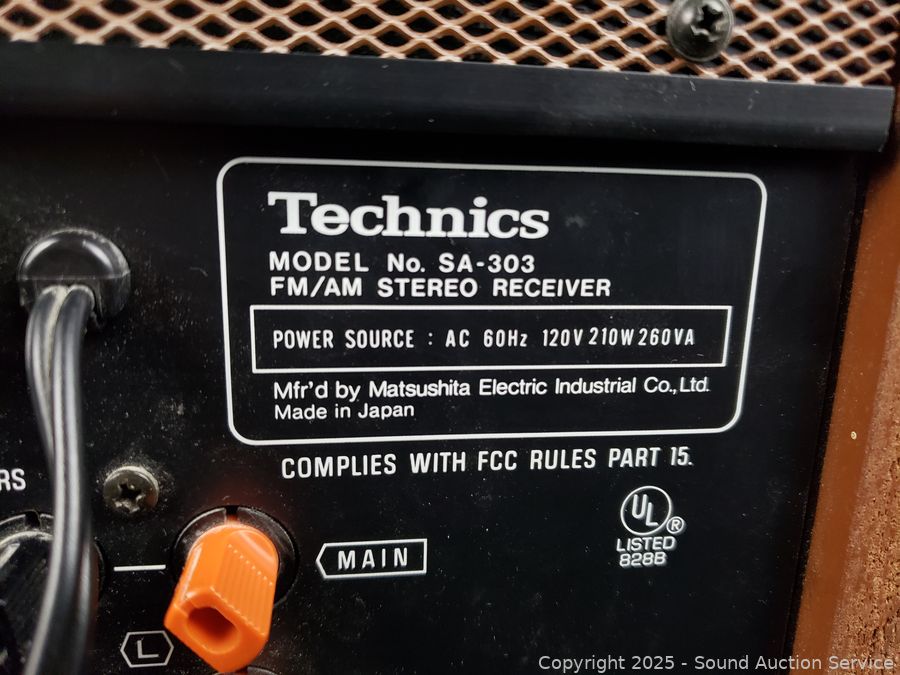 Technics
MODEL No. SA-303
FM/AM STEREO RECEIVER
POWER SOURCE : AC 60Hz 120V 210W 260VA
Mfr'd by Matsushita Electric Industrial Co., Ltd.
Made in Japan
COMPLIES WITH FCC RULES PART 15.
RS
UL ®
LISTED
828B
MAIN
L
Copyright 2025 - Sound Auction Service